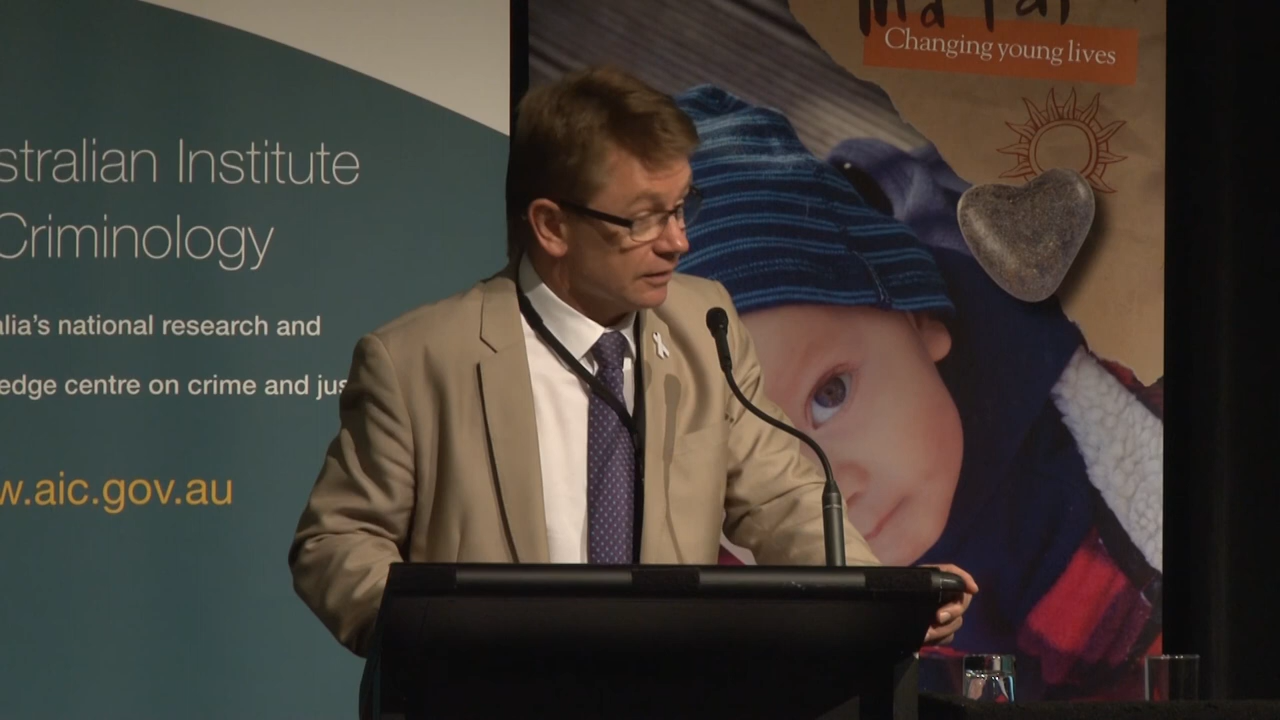 stralian Institute
Criminology
alia's national research and
edge centre on crime and jus
w.aic.gov.au
Changing young lives